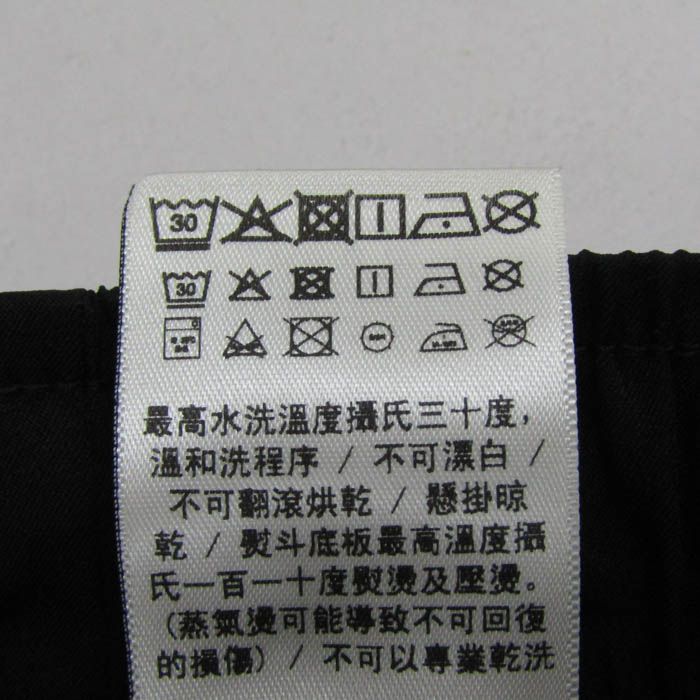 30
30
最高水洗溫度攝氏三十度,
溫和洗程序 / 不可漂白 /
不可翻滾烘乾 / 懸掛晾
乾 / 熨斗底板最高溫度攝
氏一百一十度熨燙及壓燙。
(蒸氣燙可能導致不可回復
的損傷) / 不可以專業乾洗